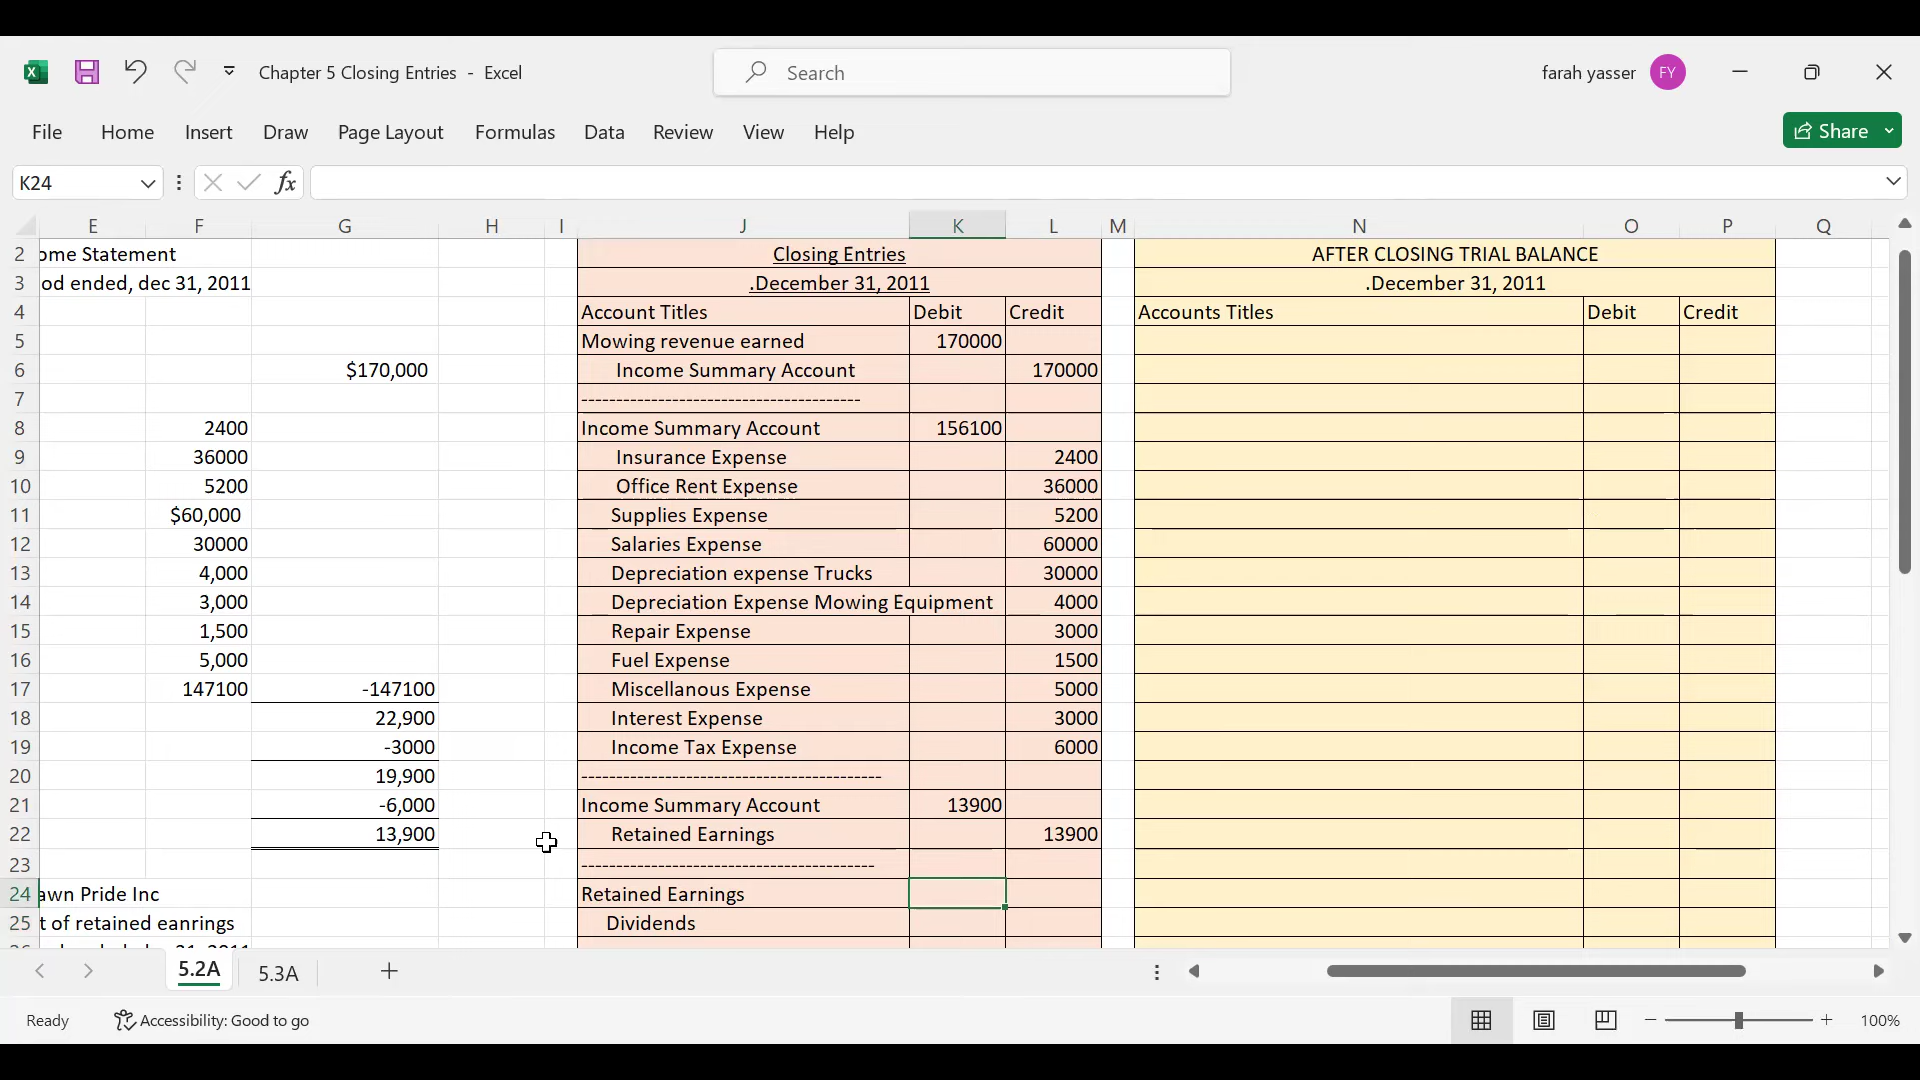 Chapter 5 Closing Entries - Excel
Search
farah yasser FY
File Home Insert Draw Page Layout Formulas Data Review View Help
Share
K24 fx
E F G H I J K L M N O P Q
2 ome Statement Closing Entries AFTER CLOSING TRIAL BALANCE
3 od ended, dec 31, 2011 .December 31, 2011 .December 31, 2011
4 Account Titles Debit Credit Accounts Titles Debit Credit
5 Mowing revenue earned 170000
6 $170,000 Income Summary Account 170000
7 ----------------------------------------
8 2400 Income Summary Account 156100
9 36000 Insurance Expense 2400
10 5200 Office Rent Expense 36000
11 $60,000 Supplies Expense 5200
12 30000 Salaries Expense 60000
13 4,000 Depreciation expense Trucks 30000
14 3,000 Depreciation Expense Mowing Equipment 4000
15 1,500 Repair Expense 3000
16 5,000 Fuel Expense 1500
17 147100 -147100 Miscellanous Expense 5000
18 22,900 Interest Expense 3000
19 -3000 Income Tax Expense 6000
20 19,900 -------------------------------------------
21 -6,000 Income Summary Account 13900
22 13,900 Retained Earnings 13900
23 ------------------------------------------
24 awn Pride Inc Retained Earnings
25 t of retained eanrings Dividends
5.2A 5.3A
Ready Accessibility: Good to go 100%